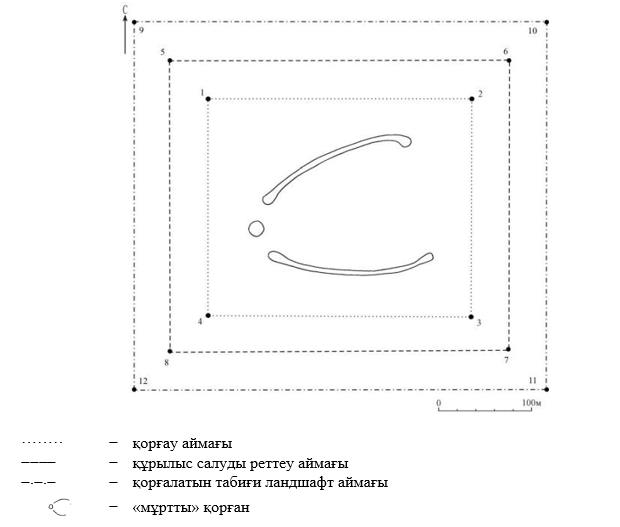 С
9
10
5
6
1
2
4
3
8
7
12
11
0
100м
........ – қорғау аймағы
–––– – құрылыс салуды реттеу аймағы
–·–·– – қорғалатын табиғи ландшафт аймағы
– «мұртты» қорған